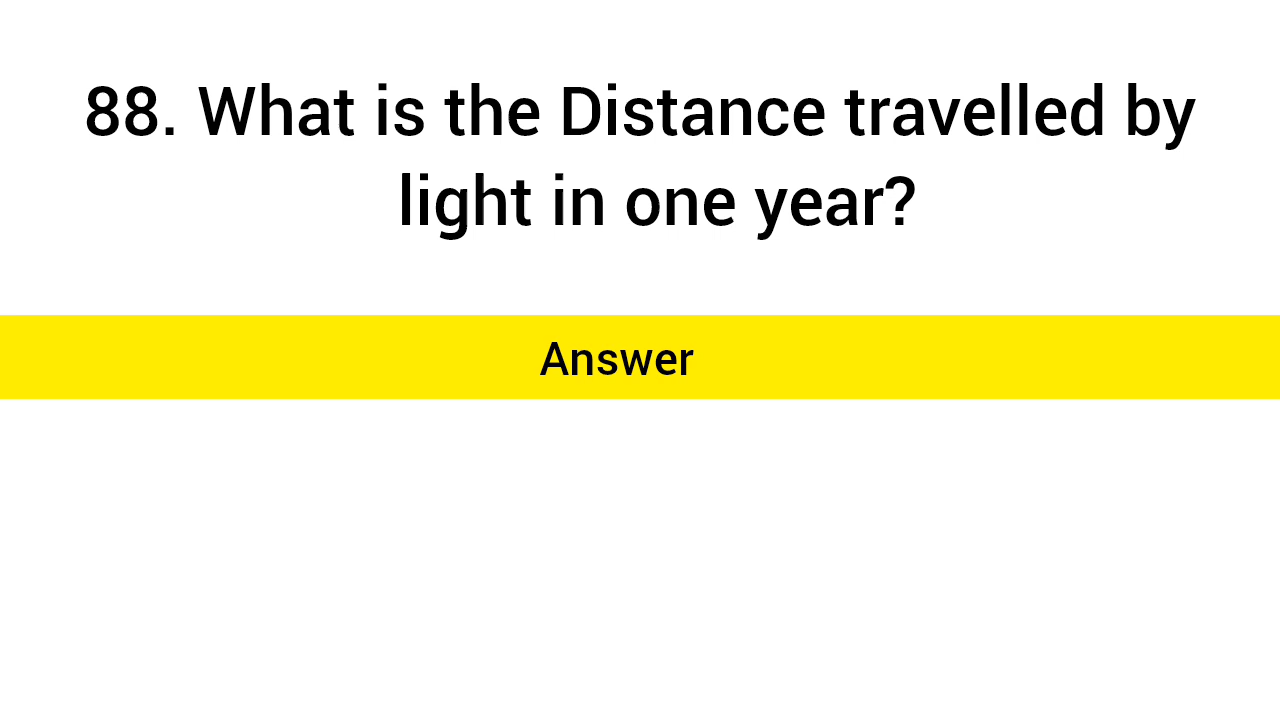 88. What is the Distance travelled by
light in one year?
Answer